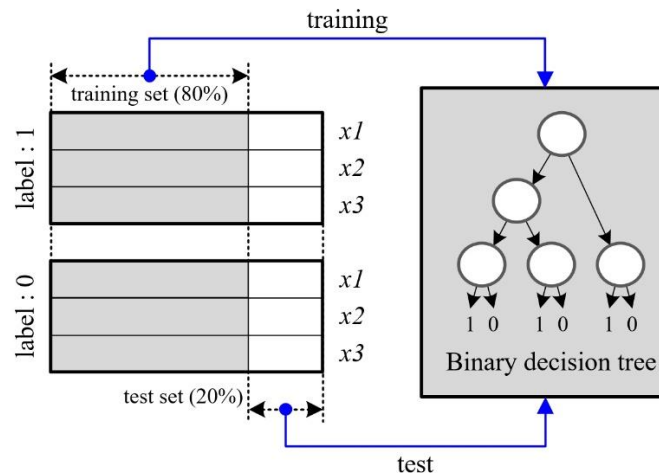 training
training set (80%)
label : 1
x1
x2
x3
label : 0
x1
x2
x3
test set (20%)
1 0 1 0 1 0
Binary decision tree
test